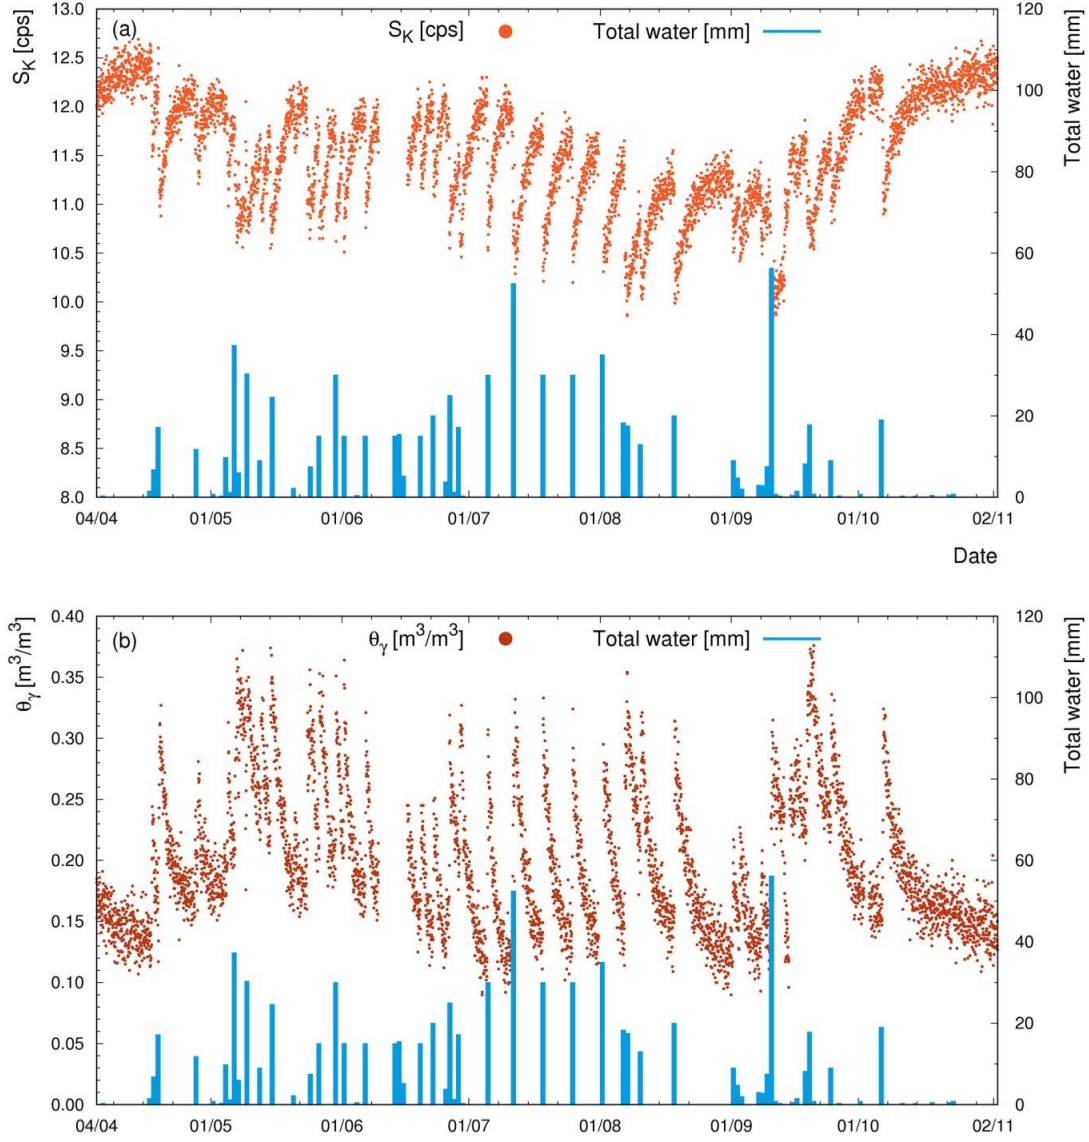 (a)
S_K [cps]
Total water [mm]
S_K [cps]
Total water [mm]
13.0
12.5
12.0
11.5
11.0
10.5
10.0
9.5
9.0
8.5
8.0
120
100
80
60
40
20
0
04/04 01/05 01/06 01/07 01/08 01/09 01/10 02/11
Date
(b)
θγ [m³/m³]
Total water [mm]
θγ [m³/m³]
Total water [mm]
0.40
0.35
0.30
0.25
0.20
0.15
0.10
0.05
0.00
120
100
80
60
40
20
0
04/04 01/05 01/06 01/07 01/08 01/09 01/10 02/11